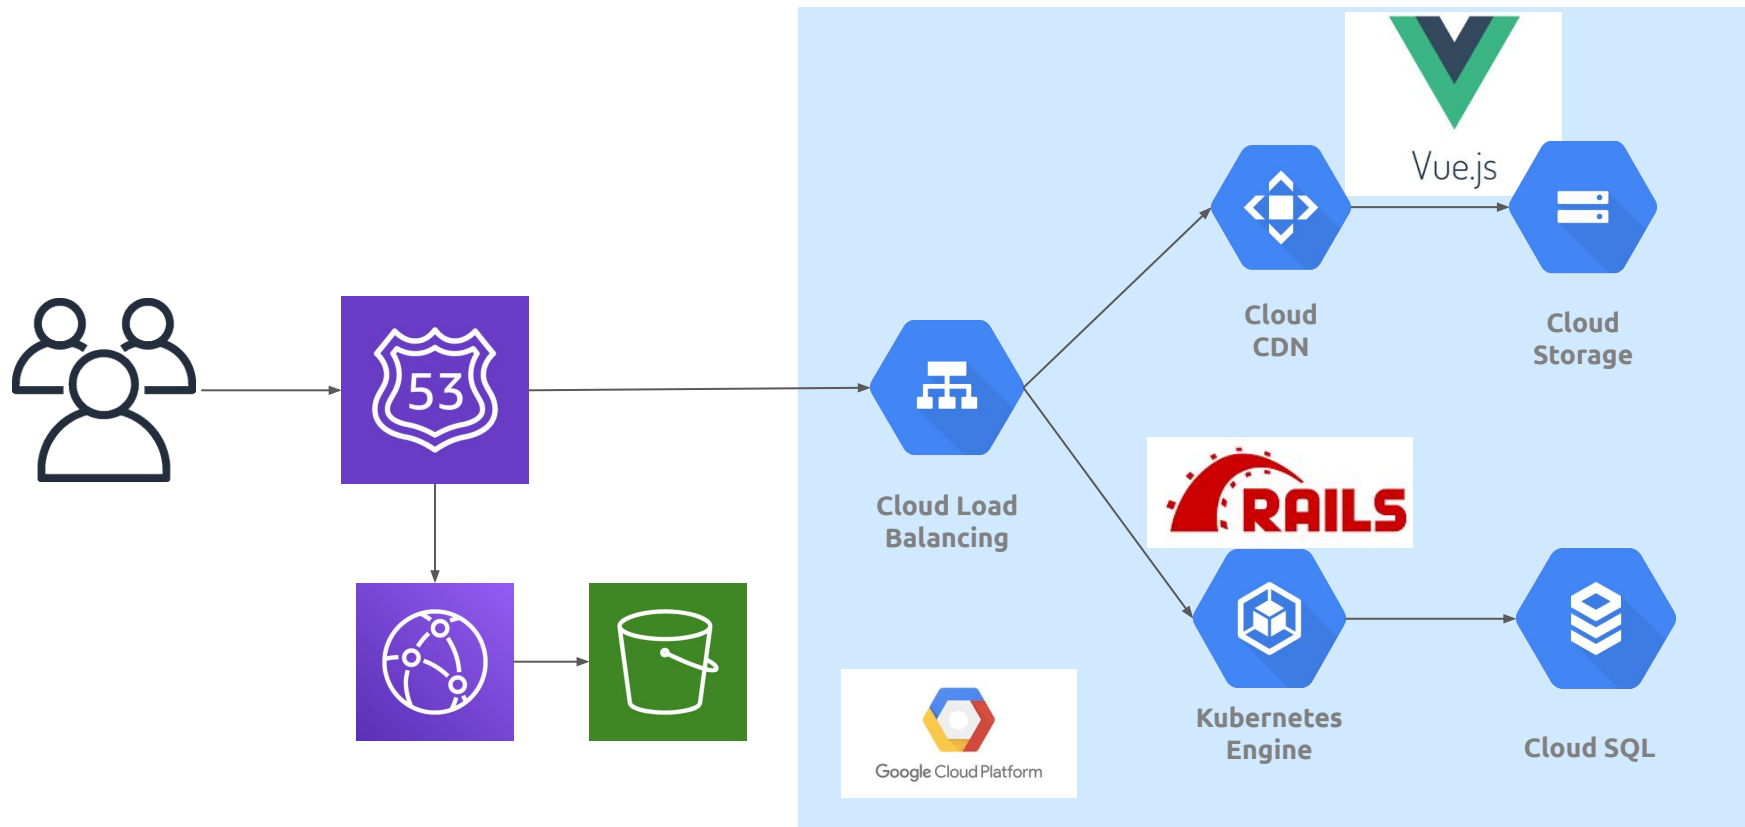 Vue.js
53
Cloud
CDN
Cloud
Storage
Cloud Load
Balancing
RAILS
Kubernetes
Engine
Cloud SQL
Google Cloud Platform